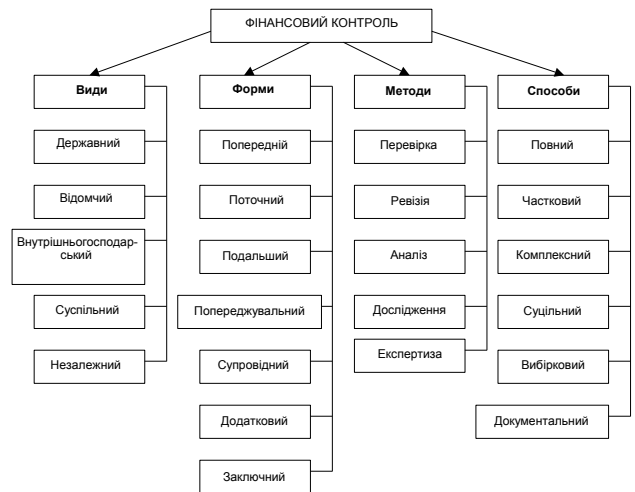 ФІНАНСОВИЙ КОНТРОЛЬ
Види
Державний
Відомчий
Внутрішньогосподар-
ський
Суспільний
Незалежний
Форми
Попередній
Поточний
Подальший
Попереджувальний
Супровідний
Додатковий
Заключний
Методи
Перевірка
Ревізія
Аналіз
Дослідження
Експертиза
Способи
Повний
Частковий
Комплексний
Суцільний
Вибірковий
Документальний